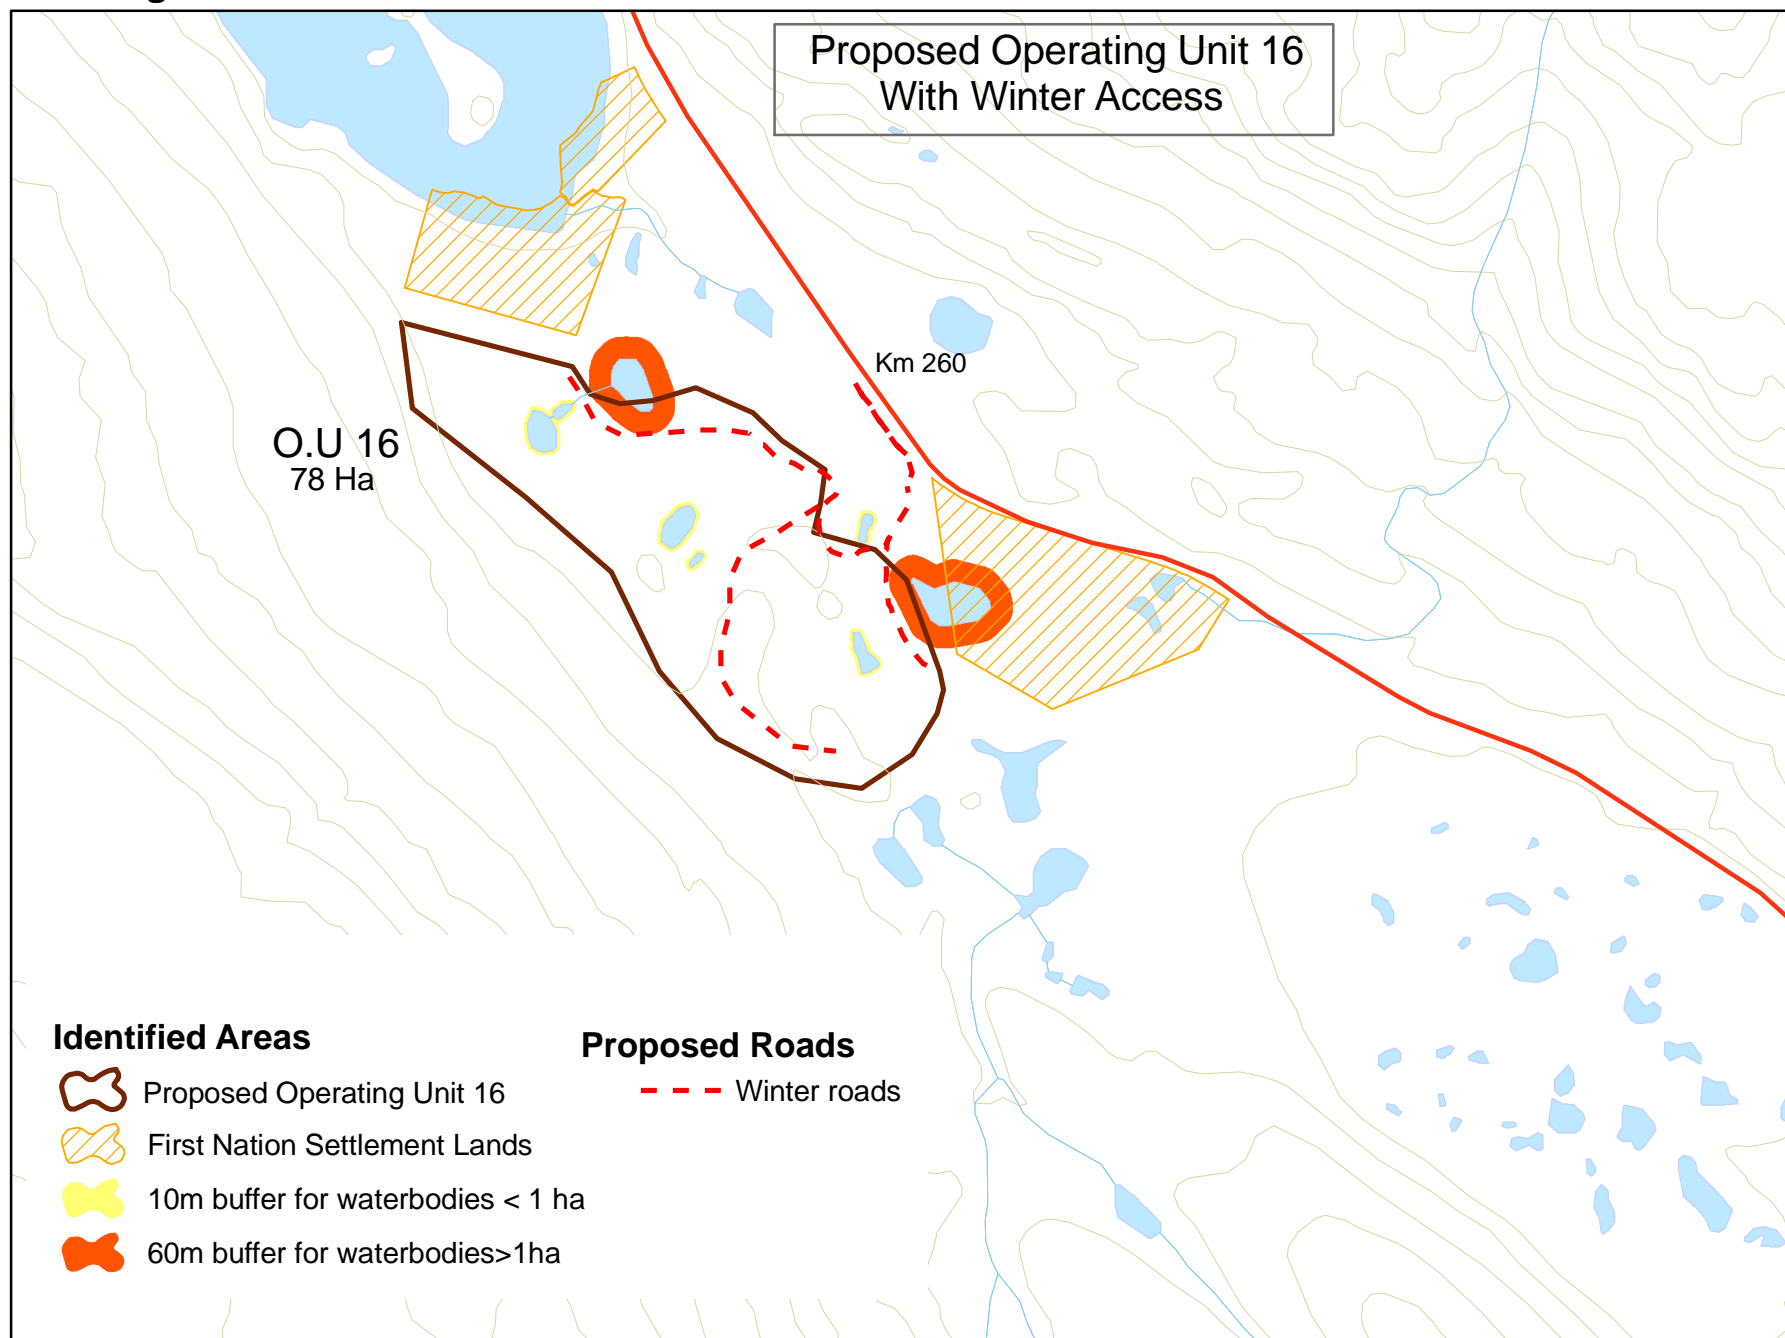 Proposed Operating Unit 16
With Winter Access
Km 260
O.U 16
78 Ha
Identified Areas
Proposed Operating Unit 16
First Nation Settlement Lands
10m buffer for waterbodies < 1 ha
60m buffer for waterbodies>1ha
Proposed Roads
Winter roads